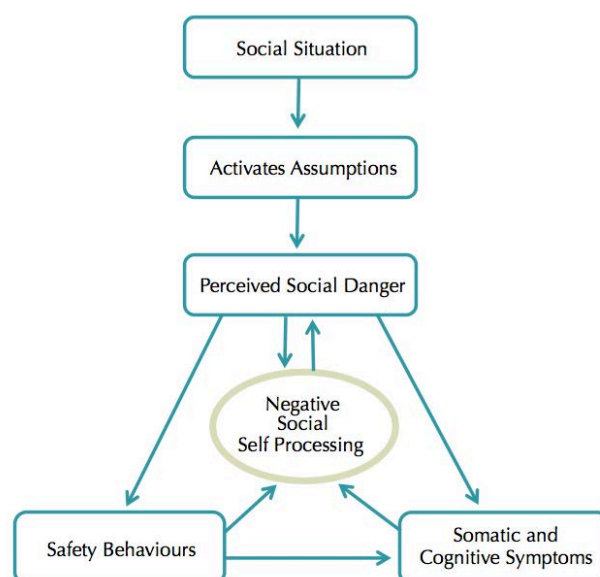 Social Situation
Activates Assumptions
Perceived Social Danger
Negative
Social
Self Processing
Safety Behaviours
Somatic and
Cognitive Symptoms